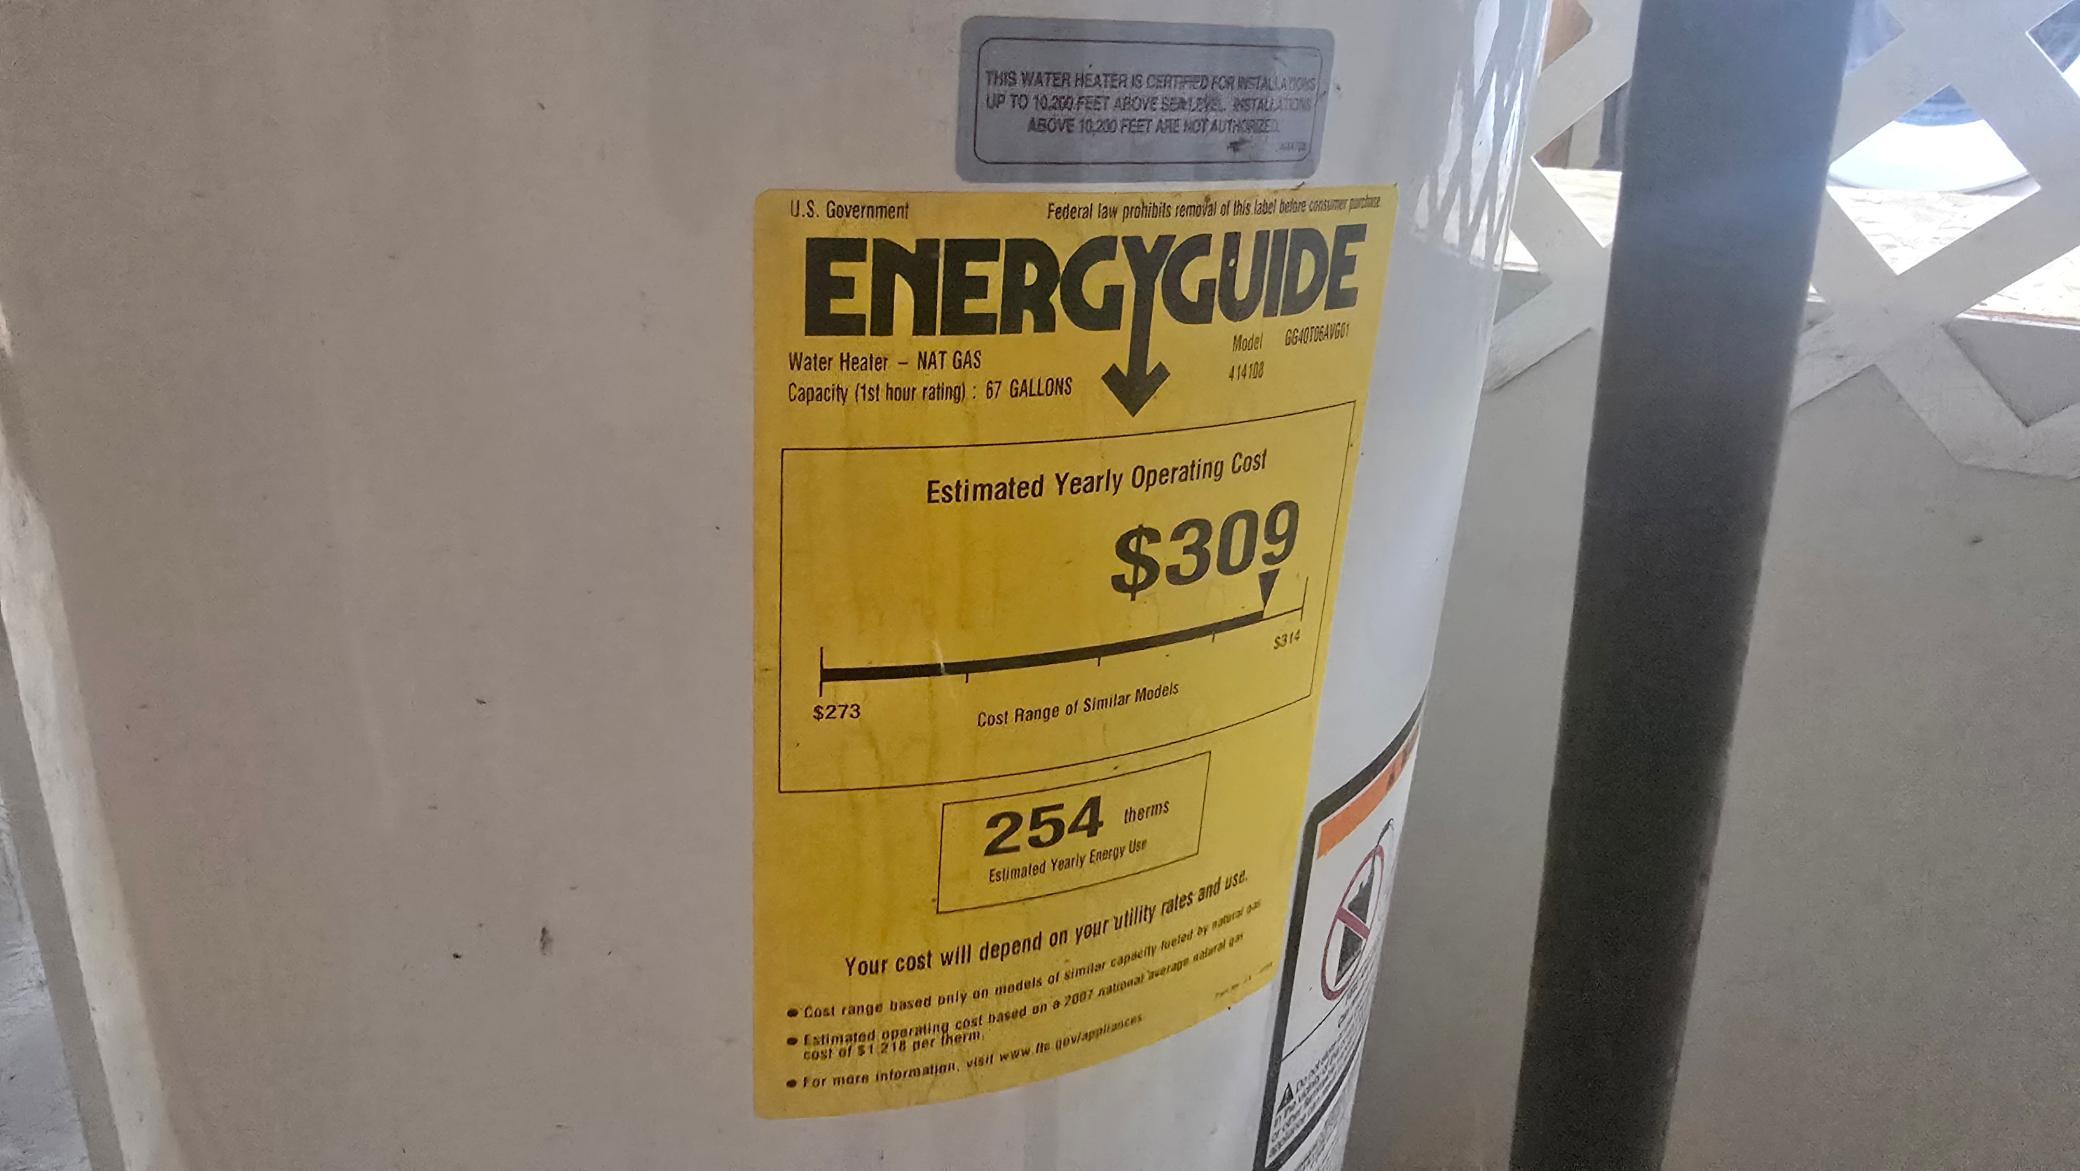 THIS WATER HEATER IS CERTIFIED FOR INSTALLATIONS
UP TO 10,200 FEET ABOVE SEA LEVEL. INSTALLATIONS
ABOVE 10,200 FEET ARE NOT AUTHORIZED.
U.S. Government Federal law prohibits removal of this label before consumer purchase.
ENERGYGUIDE
Water Heater – NAT GAS
Capacity (1st hour rating) : 67 GALLONS
Model GG40T06AVG01
414108
Estimated Yearly Operating Cost
$309
$273
$314
Cost Range of Similar Models
254 therms
Estimated Yearly Energy Use
Your cost will depend on your utility rates and use.
● Cost range based only on models of similar capacity fueled by natural gas
● Estimated operating cost based on a 2007 national average natural gas
cost of $1.218 per therm.
● For more information, visit www.ftc.gov/appliances.